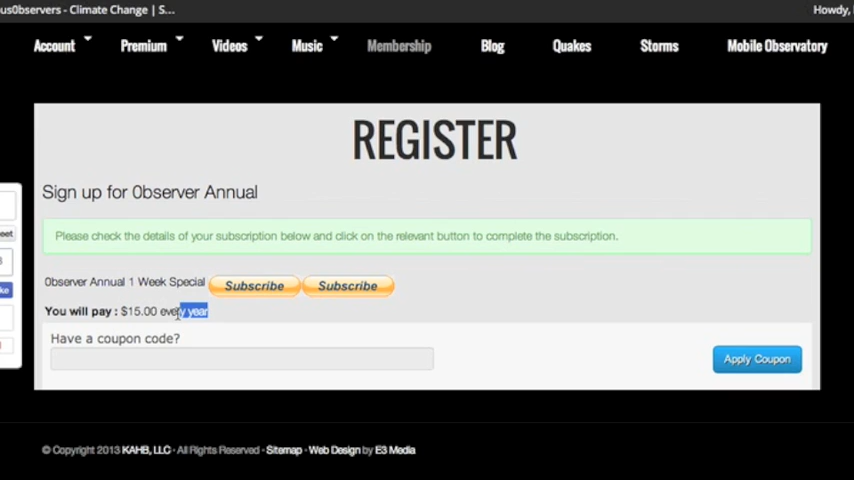 us0bservers - Climate Change | S... Howdy,
Account Premium Videos Music Membership Blog Quakes Storms Mobile Observatory
REGISTER
Sign up for 0bserver Annual
Please check the details of your subscription below and click on the relevant button to complete the subscription.
0bserver Annual 1 Week Special Subscribe Subscribe
You will pay : $15.00 every year
Have a coupon code?
Apply Coupon
© Copyright 2013 KAHB, LLC · All Rights Reserved · Sitemap · Web Design by E3 Media